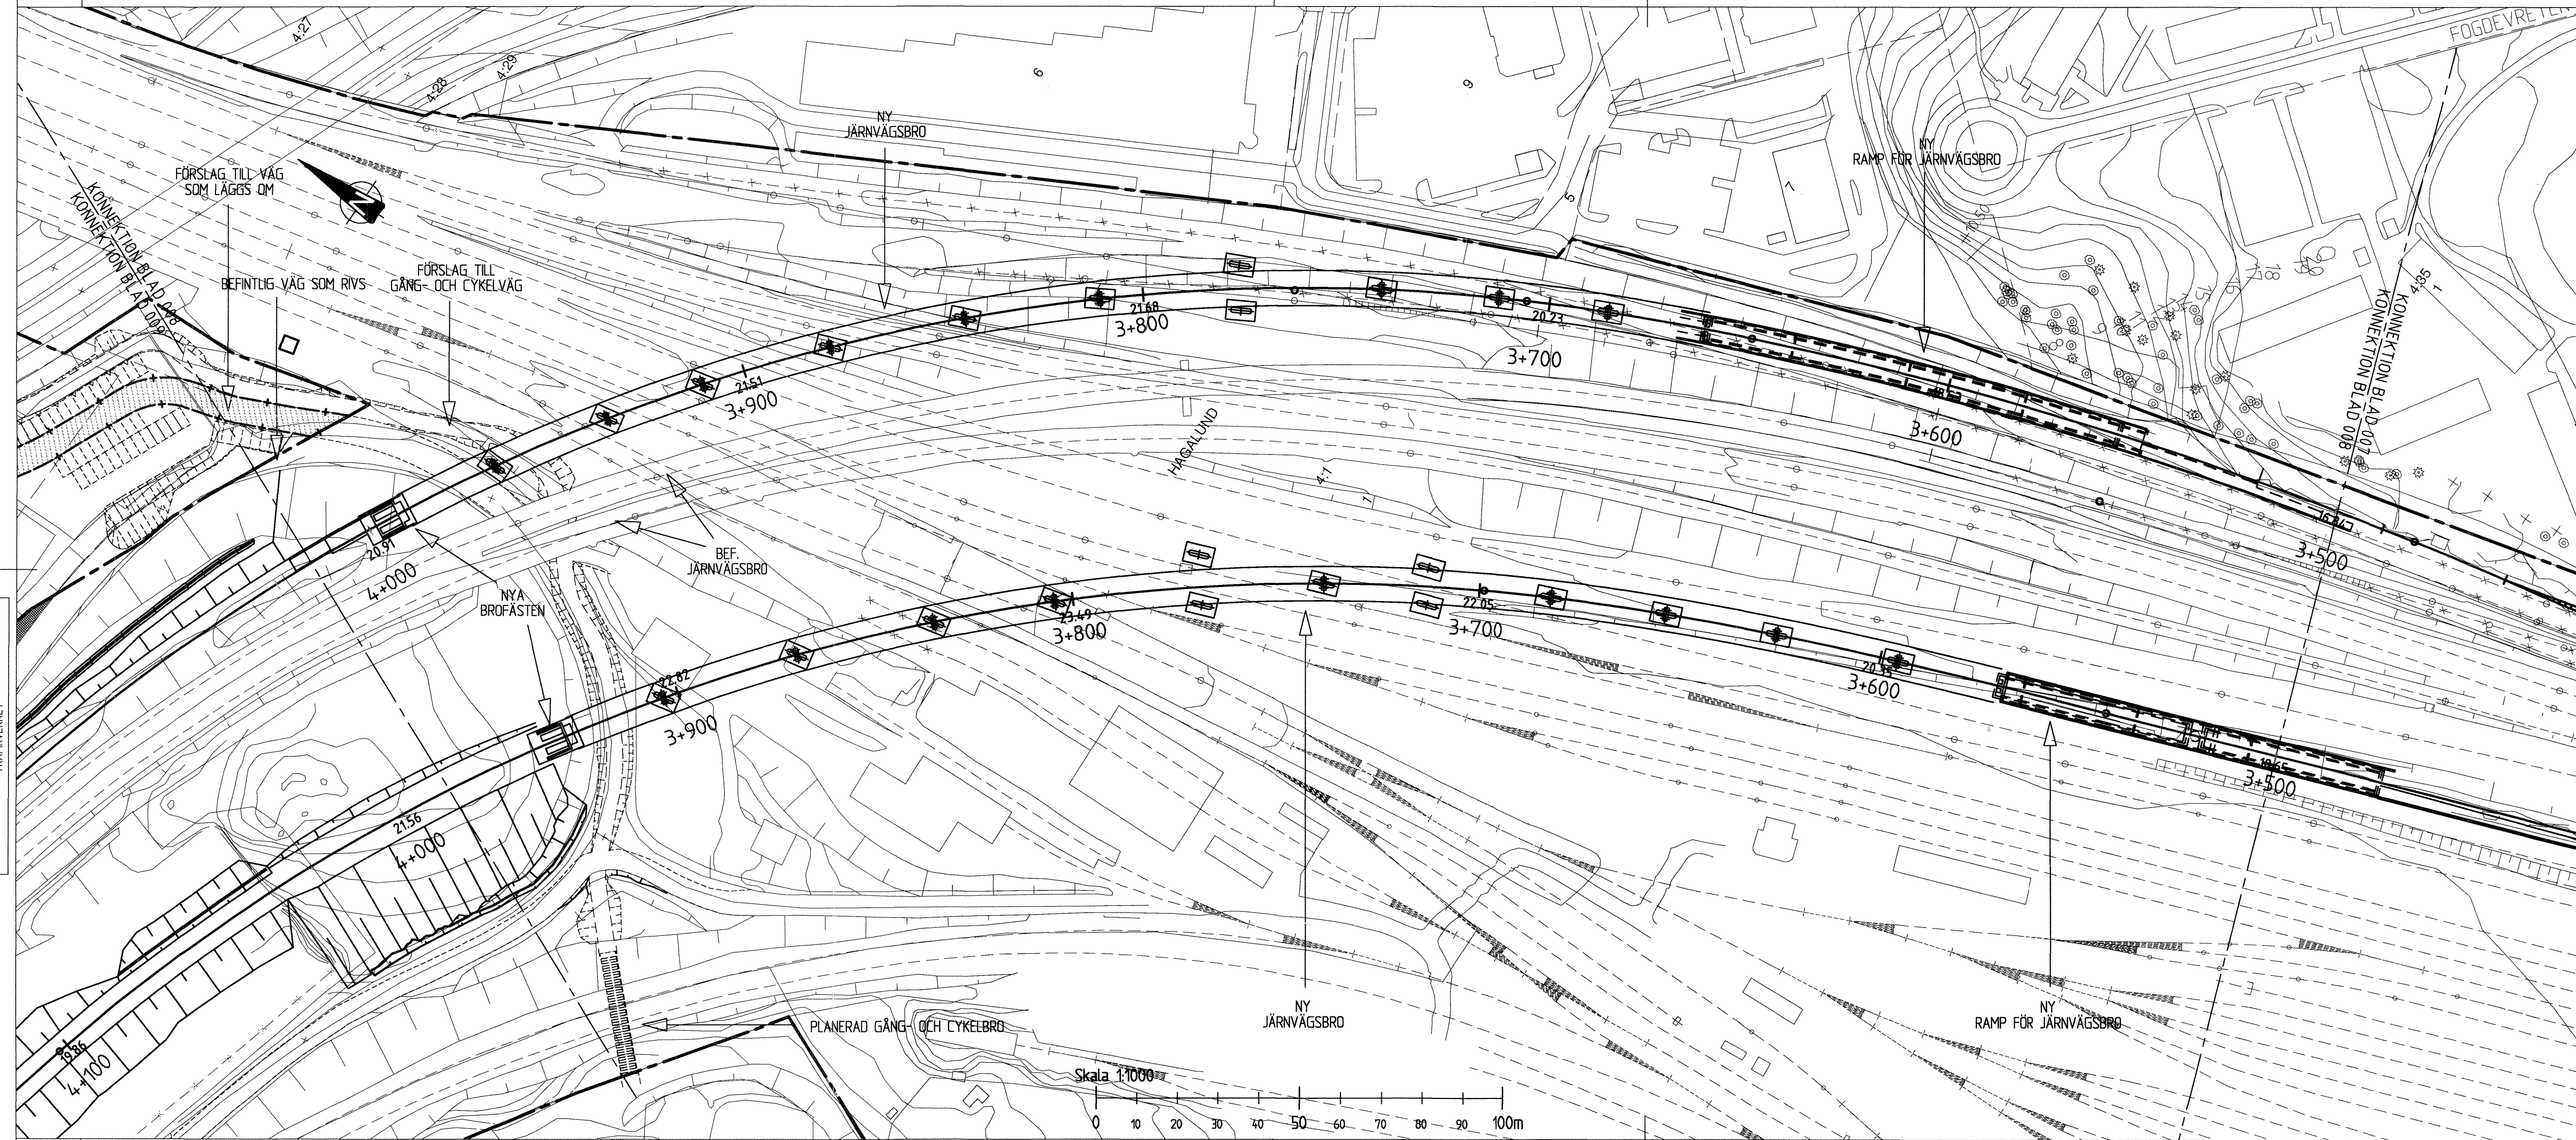 4:27
4:28
4:29
6
9
5
7
FOGDEVRETEN
NY
JÄRNVÄGSBRO
NY
RAMP FÖR JÄRNVÄGSBRO
FÖRSLAG TILL VÄG
SOM LÄGGS OM
N
KONNEKTION BLAD 008
KONNEKTION BLAD 009
BEFINTLIG VÄG SOM RIVS
FÖRSLAG TILL
GÅNG- OCH CYKELVÄG
4:35
1
KONNEKTION BLAD 007
KONNEKTION BLAD 008
21.68
3+800
20.23
3+700
21.51
3+900
3+600
HAGALUND
4:1
1
3+500
20.91
4+000
BEF.
JÄRNVÄGSBRO
NYA
BROFÄSTEN
23.49
3+800
22.05
3+700
22.82
3+900
3+600
3+500
21.56
4+000
19.86
4+100
NY
JÄRNVÄGSBRO
NY
RAMP FÖR JÄRNVÄGSBRO
PLANERAD GÅNG- OCH CYKELBRO
Skala 1:1000
0 10 20 30 40 50 60 70 80 90 100m